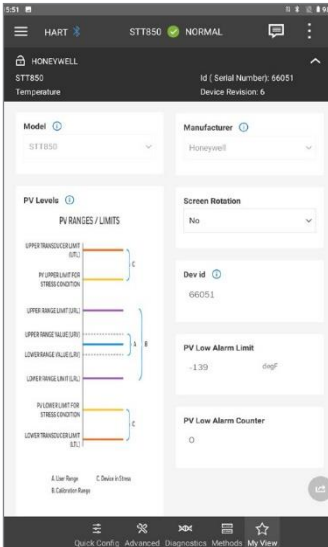 5:51
HART
STT850
NORMAL
HONEYWELL
STT850
Id ( Serial Number): 66051
Temperature
Device Revision: 6
Model
STT850
Manufacturer
Honeywell
PV Levels
PV RANGES / LIMITS
UPPER TRANSDUCER LIMIT
(UTL)
PV UPPER LIMIT FOR
STRESS CONDITION
C
UPPER RANGE LIMIT (URL)
UPPER RANGE VALUE (URV)
LOWER RANGE VALUE (LRV)
A
B
LOWER RANGE LIMIT (LRL)
PV LOWER LIMIT FOR
STRESS CONDITION
C
LOWER TRANSDUCER LIMIT
(LTL)
A. User Range
C. Device in Stress
B. Calibration Range
Screen Rotation
No
Dev id
66051
PV Low Alarm Limit
-139
degF
PV Low Alarm Counter
0
Quick Config
Advanced
Diagnostics
Methods
My View